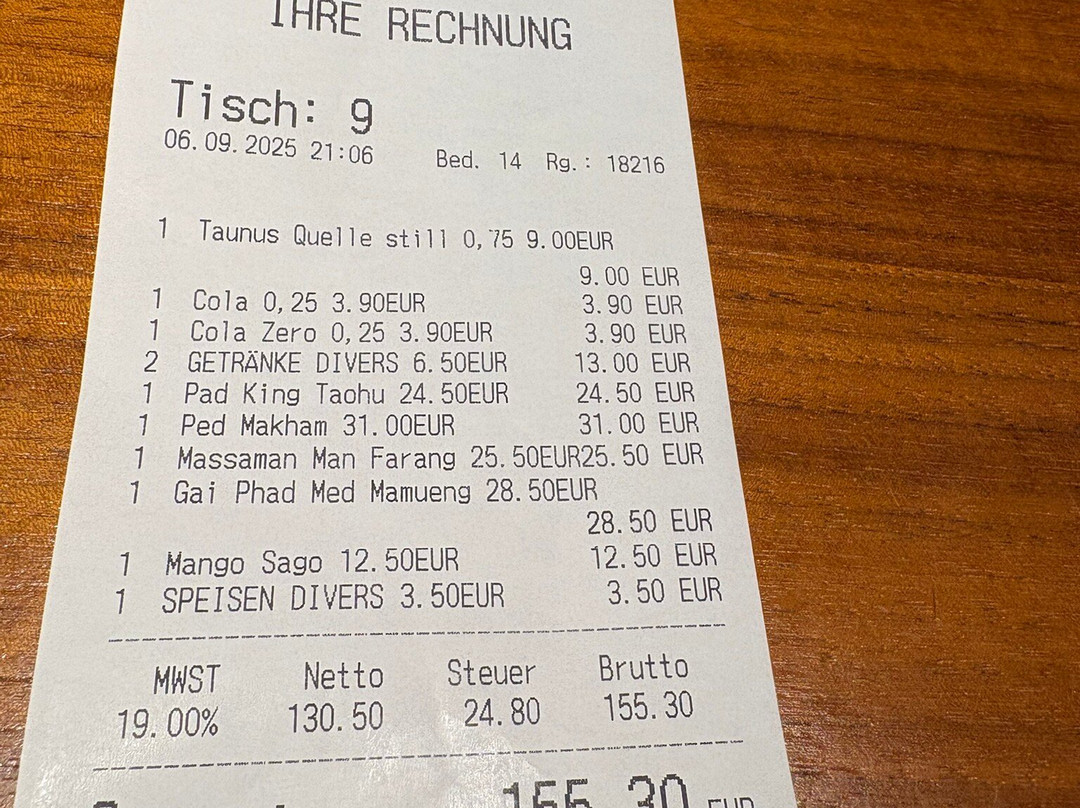 IHRE RECHNUNG
Tisch: 9
06.09.2025 21:06 Bed. 14 Rg.: 18216
1 Taunus Quelle still 0,75 9.00EUR
9.00 EUR
1 Cola 0,25 3.90EUR 3.90 EUR
1 Cola Zero 0,25 3.90EUR 3.90 EUR
2 GETRÄNKE DIVERS 6.50EUR 13.00 EUR
1 Pad King Taohu 24.50EUR 24.50 EUR
1 Ped Makham 31.00EUR 31.00 EUR
1 Massaman Man Farang 25.50EUR25.50 EUR
1 Gai Phad Med Mamueng 28.50EUR
28.50 EUR
1 Mango Sago 12.50EUR 12.50 EUR
1 SPEISEN DIVERS 3.50EUR 3.50 EUR
MWST Netto Steuer Brutto
19.00% 130.50 24.80 155.30
155.30 EUR